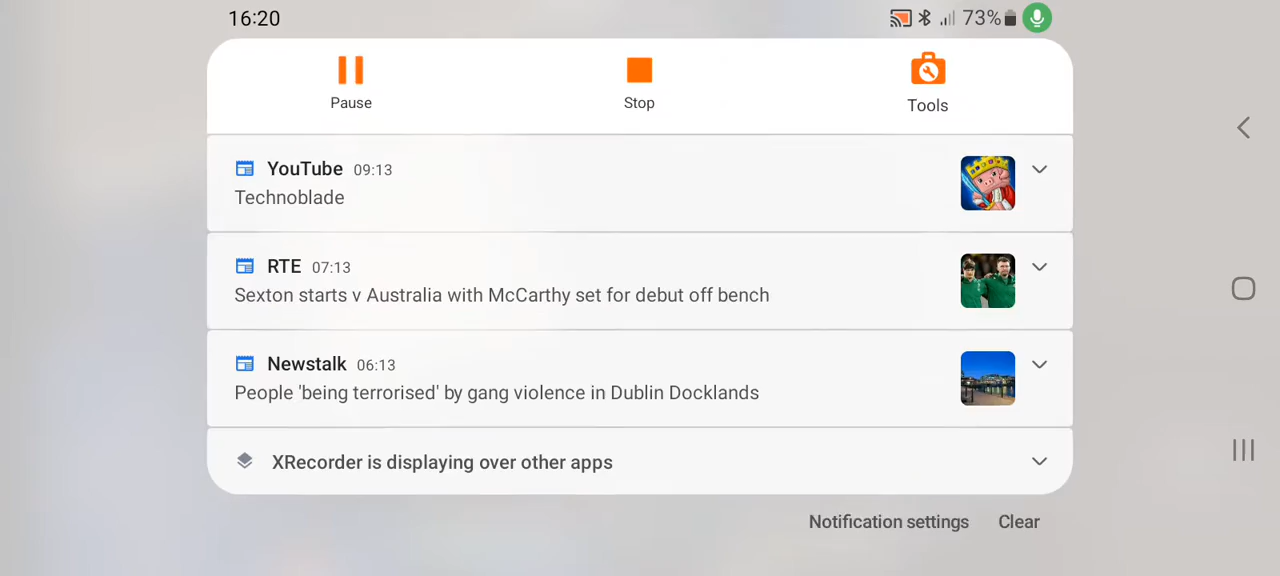 16:20
73%
Pause
Stop
Tools
YouTube 09:13
Technoblade
RTE 07:13
Sexton starts v Australia with McCarthy set for debut off bench
Newstalk 06:13
People 'being terrorised' by gang violence in Dublin Docklands
XRecorder is displaying over other apps
Notification settings Clear